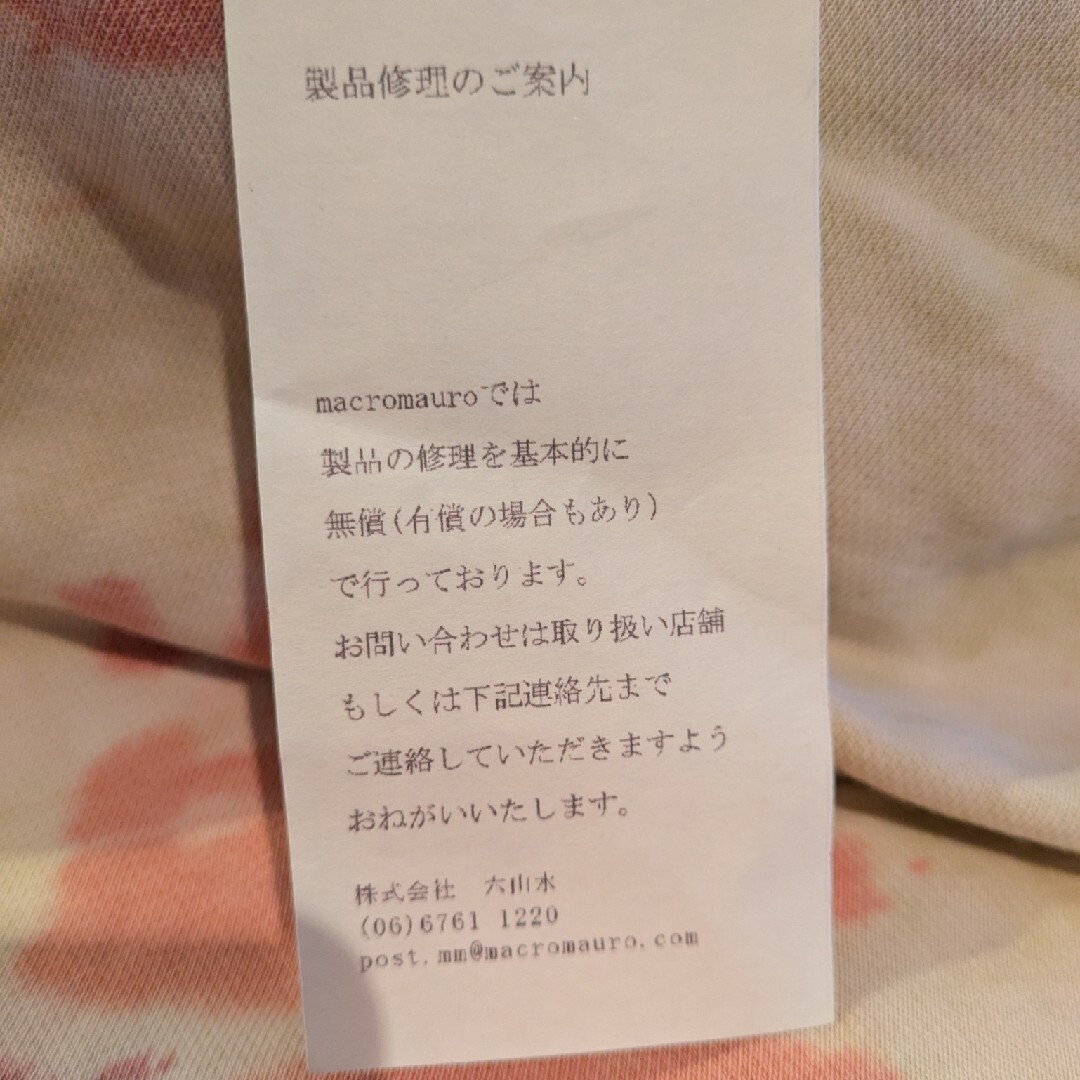 製品修理のご案内
macromauroでは
製品の修理を基本的に
無償(有償の場合もあり)
で行っております。
お問い合わせは取り扱い店舗
もしくは下記連絡先まで
ご連絡していただきますよう
おねがいいたします。
株式会社　六山水
(06)6761 1220
post.mm@macromauro.com